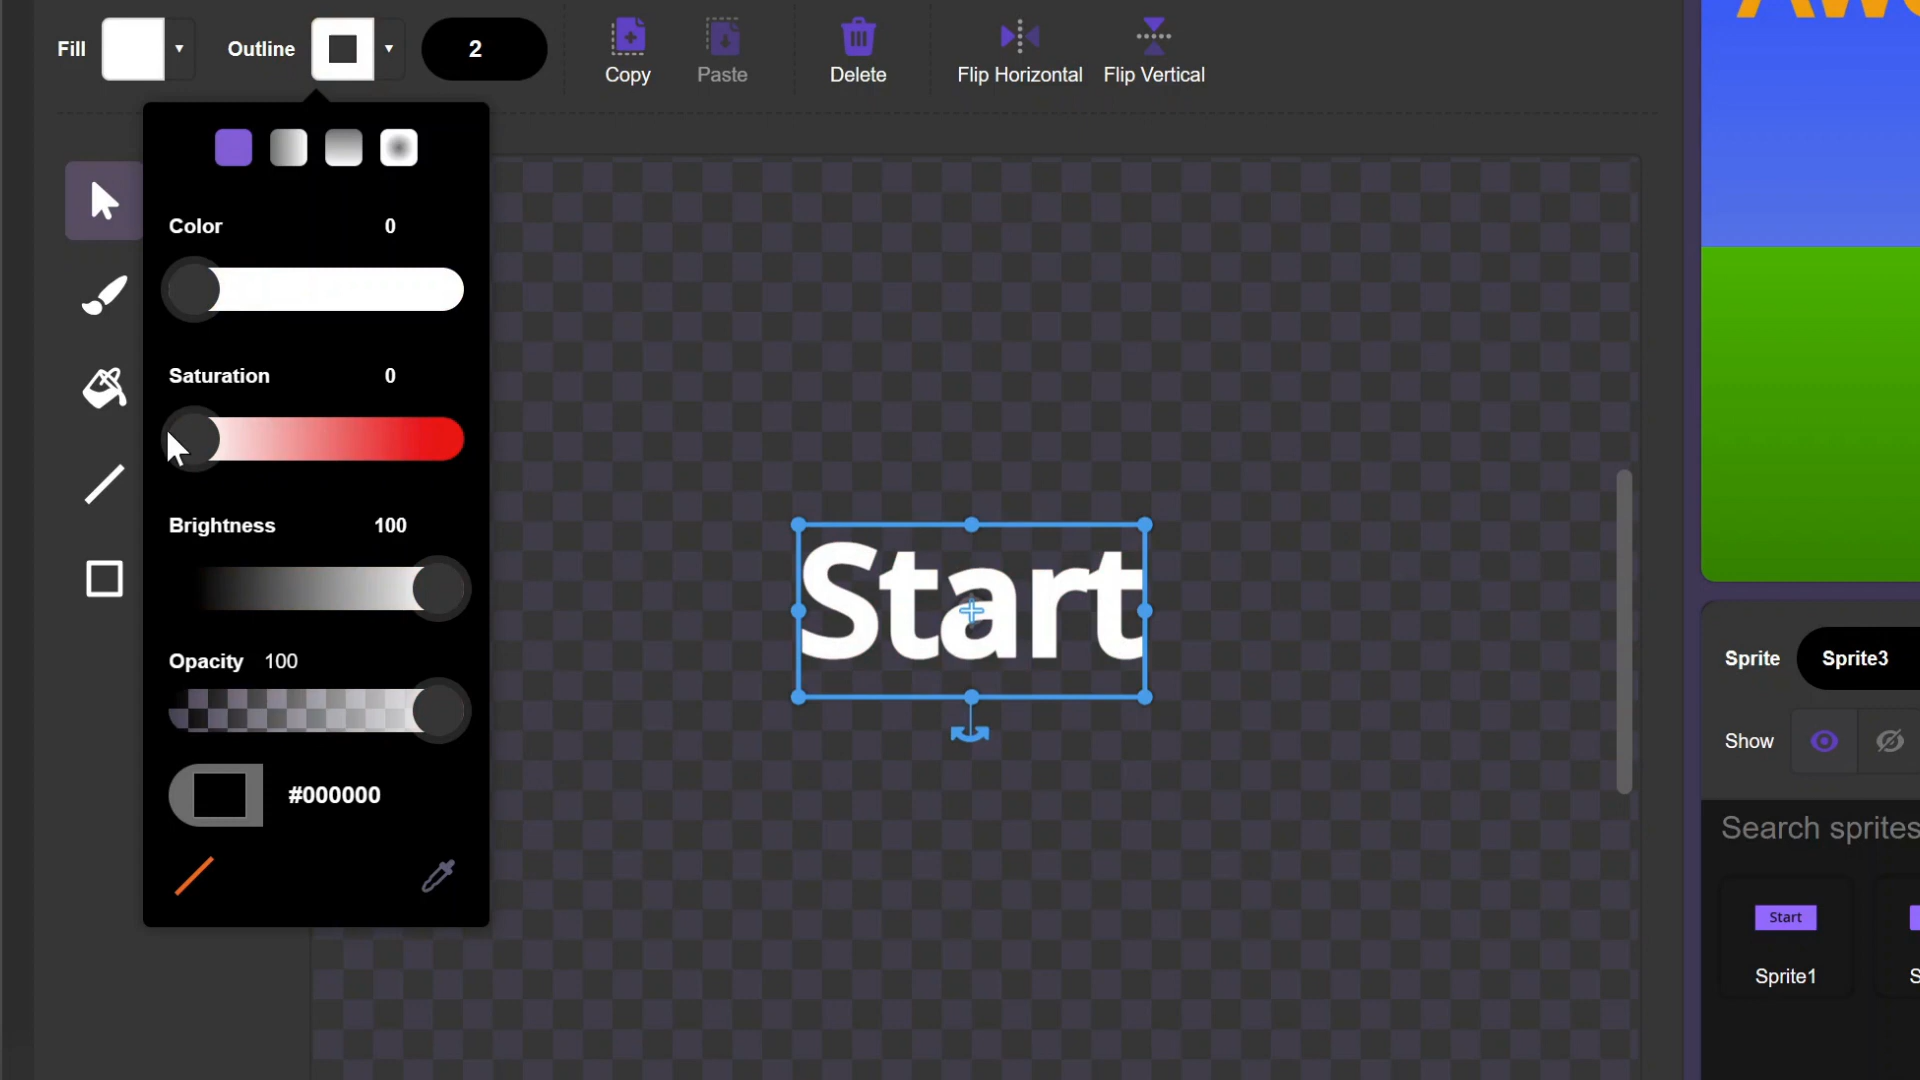 Fill
Outline
2
Copy
Paste
Delete
Flip Horizontal
Flip Vertical
Color 0
Saturation 0
Brightness 100
Opacity 100
#000000
Start
Sprite Sprite3
Show
Search sprites
Start
Sprite1